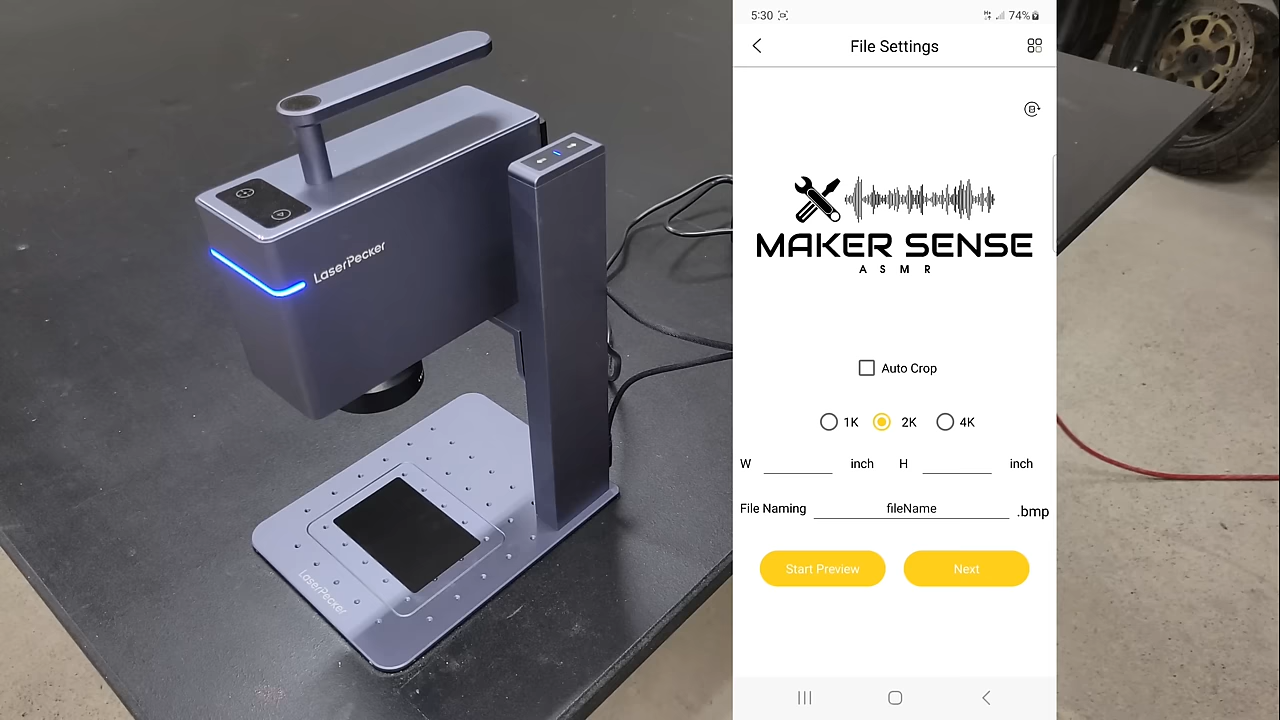 LaserPecker
LaserPecker
5:30
74%
File Settings
MAKER SENSE
ASMR
Auto Crop
1K 2K 4K
W inch H inch
File Naming fileName .bmp
Start Preview Next